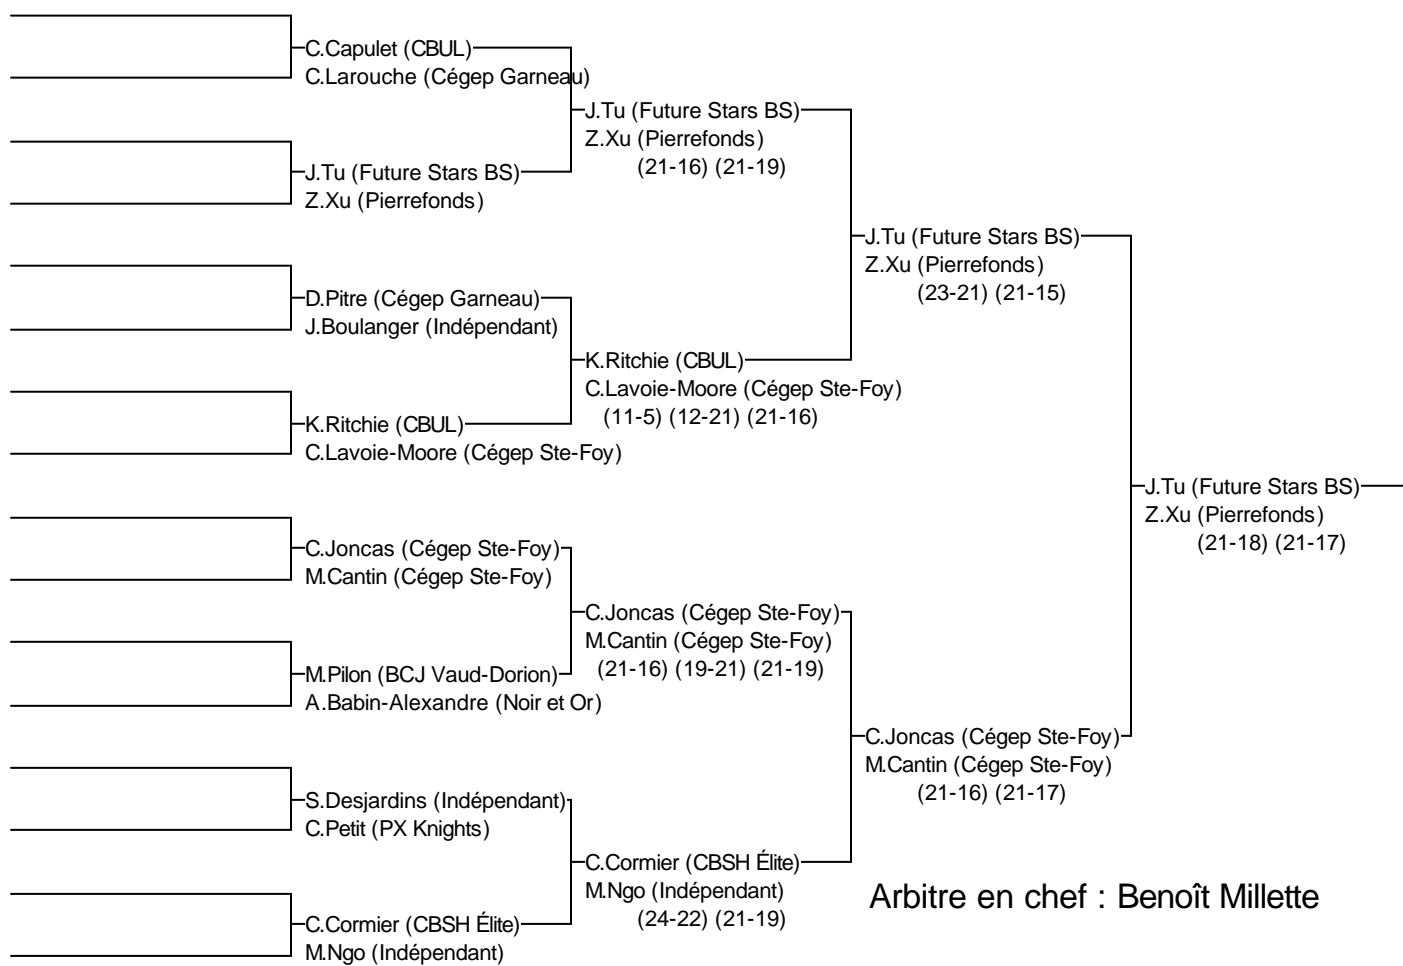 C.Capulet (CBUL)
C.Larouche (Cégep Garneau)
J.Tu (Future Stars BS)
Z.Xu (Pierrefonds)
(21-16) (21-19)
J.Tu (Future Stars BS)
Z.Xu (Pierrefonds)
J.Tu (Future Stars BS)
Z.Xu (Pierrefonds)
(23-21) (21-15)
D.Pitre (Cégep Garneau)
J.Boulanger (Indépendant)
K.Ritchie (CBUL)
C.Lavoie-Moore (Cégep Ste-Foy)
(11-5) (12-21) (21-16)
K.Ritchie (CBUL)
C.Lavoie-Moore (Cégep Ste-Foy)
J.Tu (Future Stars BS)
Z.Xu (Pierrefonds)
(21-18) (21-17)
C.Joncas (Cégep Ste-Foy)
M.Cantin (Cégep Ste-Foy)
C.Joncas (Cégep Ste-Foy)
M.Cantin (Cégep Ste-Foy)
(21-16) (19-21) (21-19)
M.Pilon (BCJ Vaud-Dorion)
A.Babin-Alexandre (Noir et Or)
C.Joncas (Cégep Ste-Foy)
M.Cantin (Cégep Ste-Foy)
(21-16) (21-17)
S.Desjardins (Indépendant)
C.Petit (PX Knights)
C.Cormier (CBSH Élite)
M.Ngo (Indépendant)
(24-22) (21-19)
Arbitre en chef : Benoît Millette
C.Cormier (CBSH Élite)
M.Ngo (Indépendant)